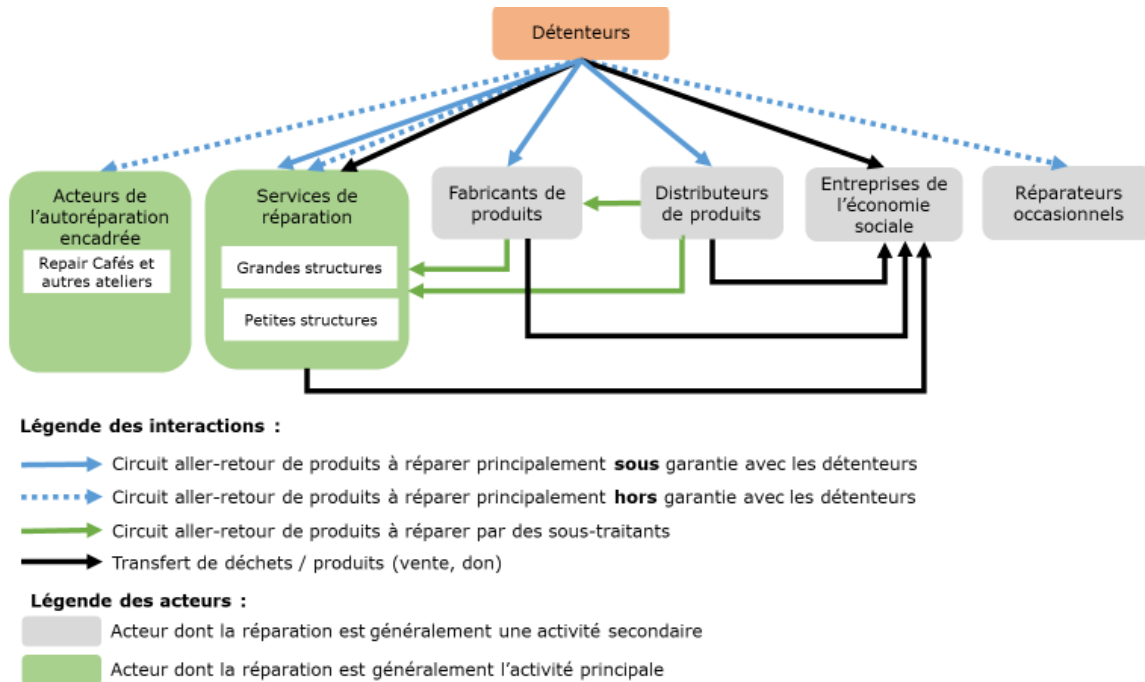 Détenteurs
Acteurs de
l'autoréparation
encadrée
Repair Cafés et
autres ateliers
Services de
réparation
Grandes structures
Petites structures
Fabricants de
produits
Distributeurs
de produits
Entreprises de
l'économie
sociale
Réparateurs
occasionnels
Légende des interactions :
Circuit aller-retour de produits à réparer principalement sous garantie avec les détenteurs
Circuit aller-retour de produits à réparer principalement hors garantie avec les détenteurs
Circuit aller-retour de produits à réparer par des sous-traitants
Transfert de déchets / produits (vente, don)
Légende des acteurs :
Acteur dont la réparation est généralement une activité secondaire
Acteur dont la réparation est généralement l'activité principale